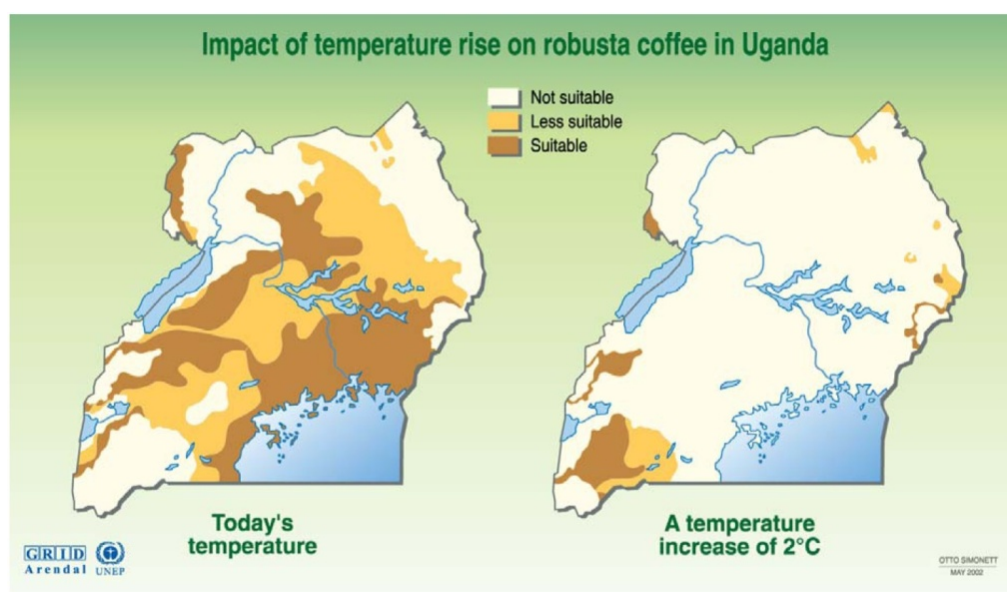 Impact of temperature rise on robusta coffee in Uganda
Not suitable
Less suitable
Suitable
Today's
temperature
A temperature
increase of 2°C
GRID
Arendal
UNEP
OTTO SIMONETT
MAY 2002